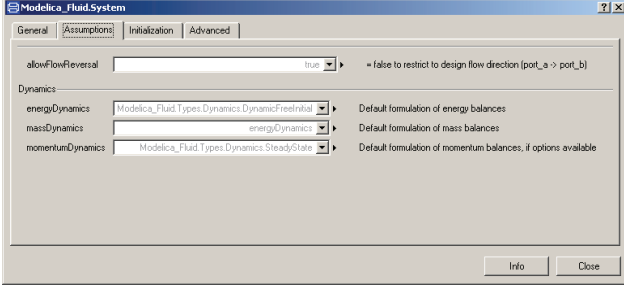 Modelica_Fluid.System
General Assumptions Initialization Advanced
allowFlowReversal true = false to restrict to design flow direction (port_a -> port_b)
Dynamics
energyDynamics Modelica_Fluid.Types.Dynamics.DynamicFreeInitial Default formulation of energy balances
massDynamics energyDynamics Default formulation of mass balances
momentumDynamics Modelica_Fluid.Types.Dynamics.SteadyState Default formulation of momentum balances, if options available
Info Close